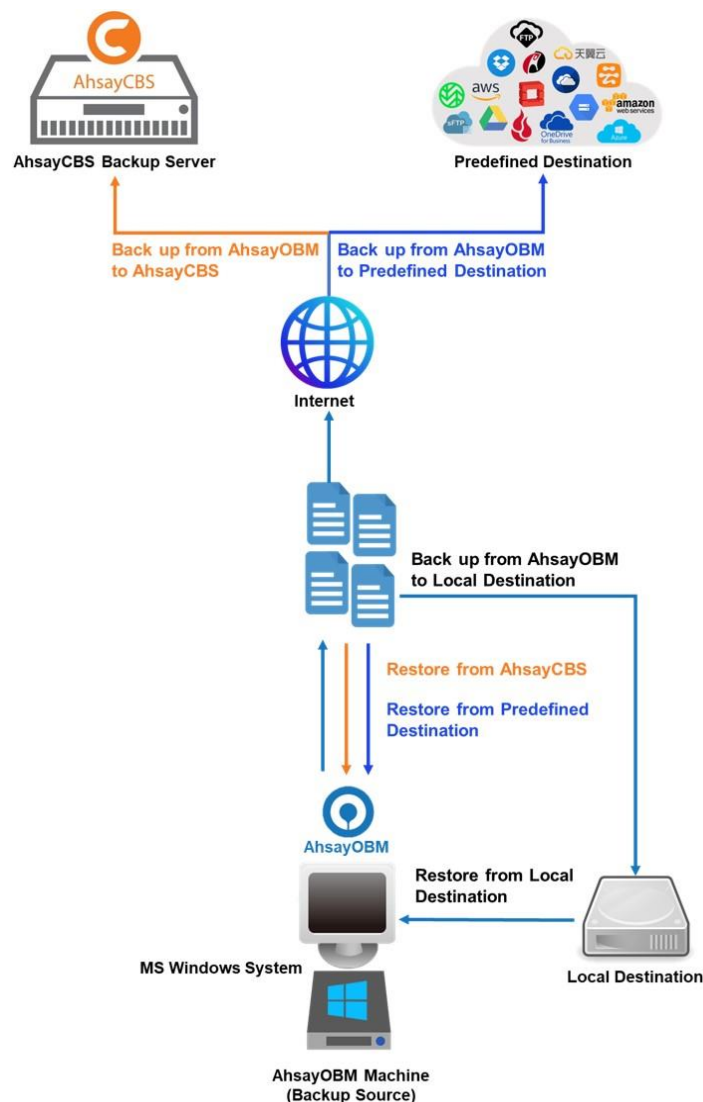 AhsayCBS
AhsayCBS Backup Server
FTP
天翼云
aws
amazon
web services
sFTP
OneDrive
for Business
Azure
Predefined Destination
Back up from AhsayOBM
to AhsayCBS
Back up from AhsayOBM
to Predefined Destination
Internet
Back up from AhsayOBM
to Local Destination
Restore from AhsayCBS
Restore from Predefined
Destination
AhsayOBM
Restore from Local
Destination
MS Windows System
Local Destination
AhsayOBM Machine
(Backup Source)